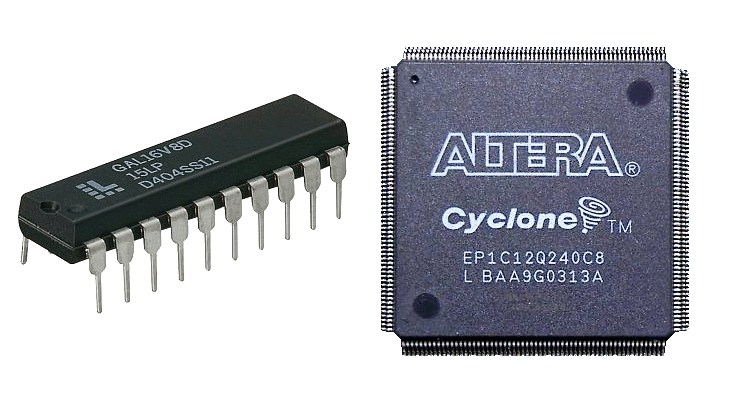 GAL16V8D
15LP
D404SS11
ALTERA®
Cyclone™
EP1C12Q240C8
L BAA9G0313A